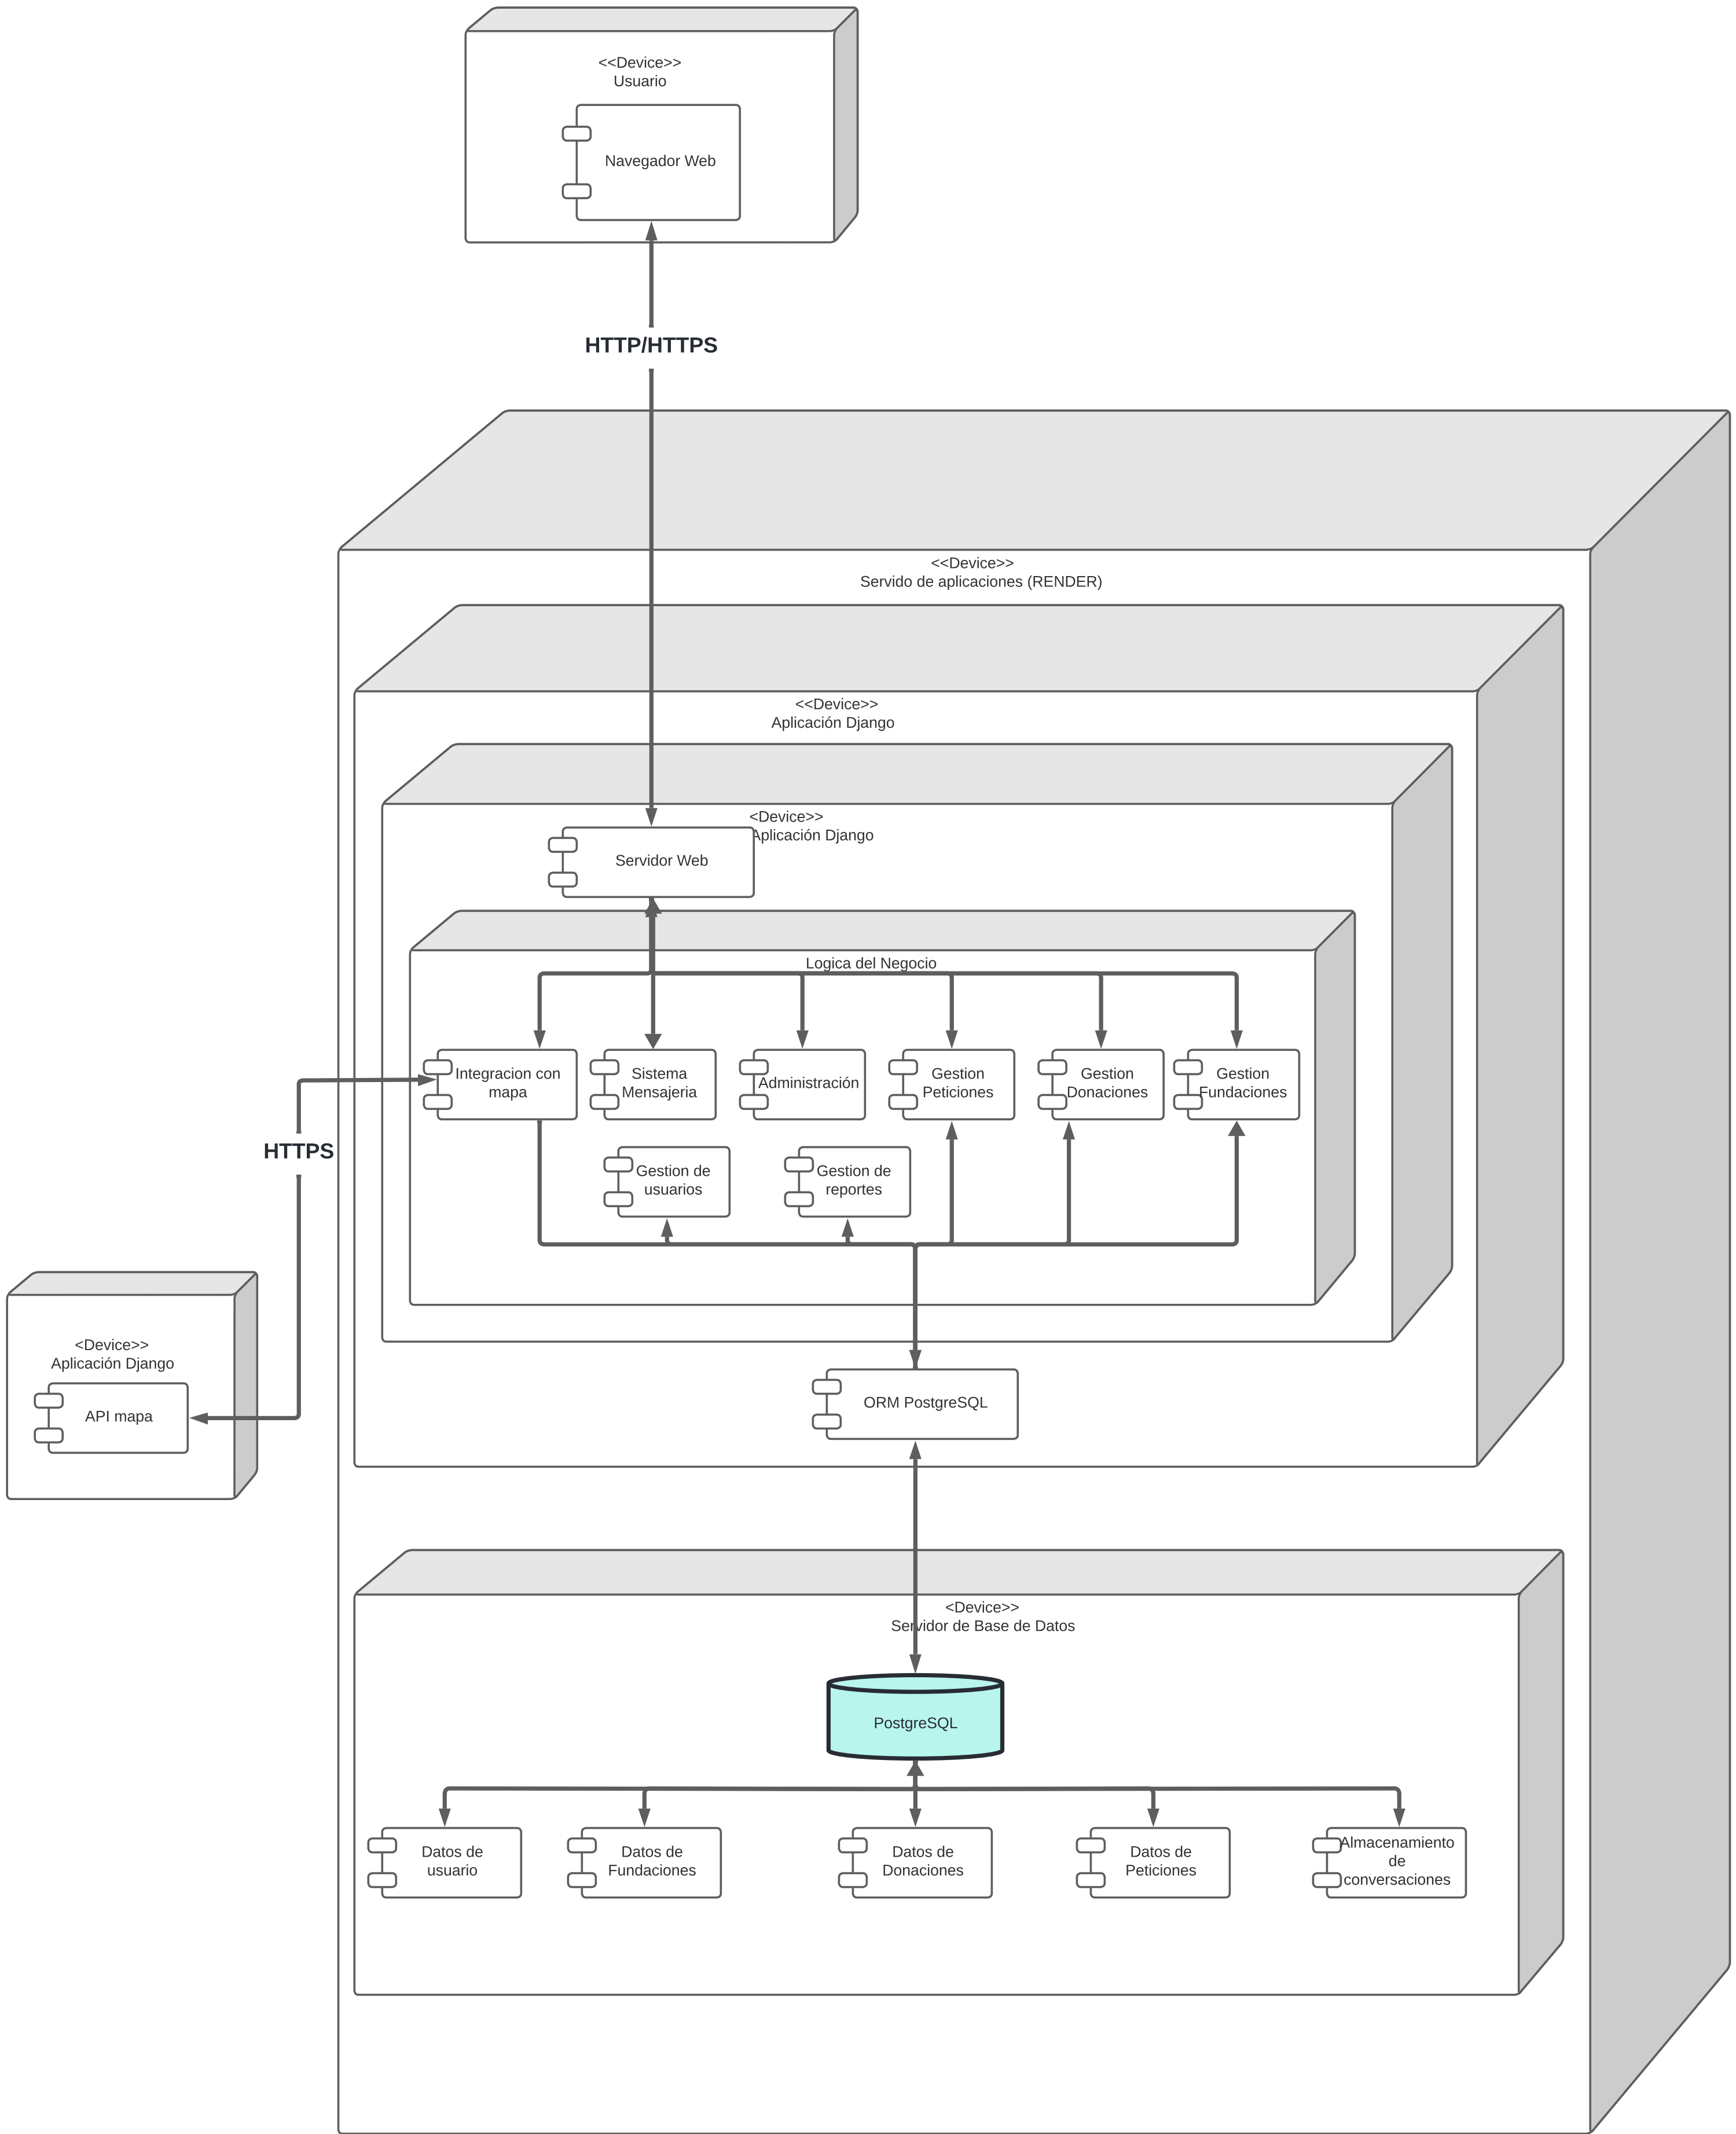 <<Device>>
Usuario
Navegador Web
HTTP/HTTPS
<<Device>>
Servido de aplicaciones (RENDER)
<<Device>>
Aplicación Django
<Device>>
Aplicación Django
Servidor Web
Logica del Negocio
Integracion con
mapa
Sistema
Mensajeria
Administración
Gestion
Peticiones
Gestion
Donaciones
Gestion
Fundaciones
HTTPS
Gestion de
usuarios
Gestion de
reportes
<Device>>
Aplicación Django
API mapa
ORM PostgreSQL
<Device>>
Servidor de Base de Datos
PostgreSQL
Datos de
usuario
Datos de
Fundaciones
Datos de
Donaciones
Datos de
Peticiones
Almacenamiento
de
conversaciones